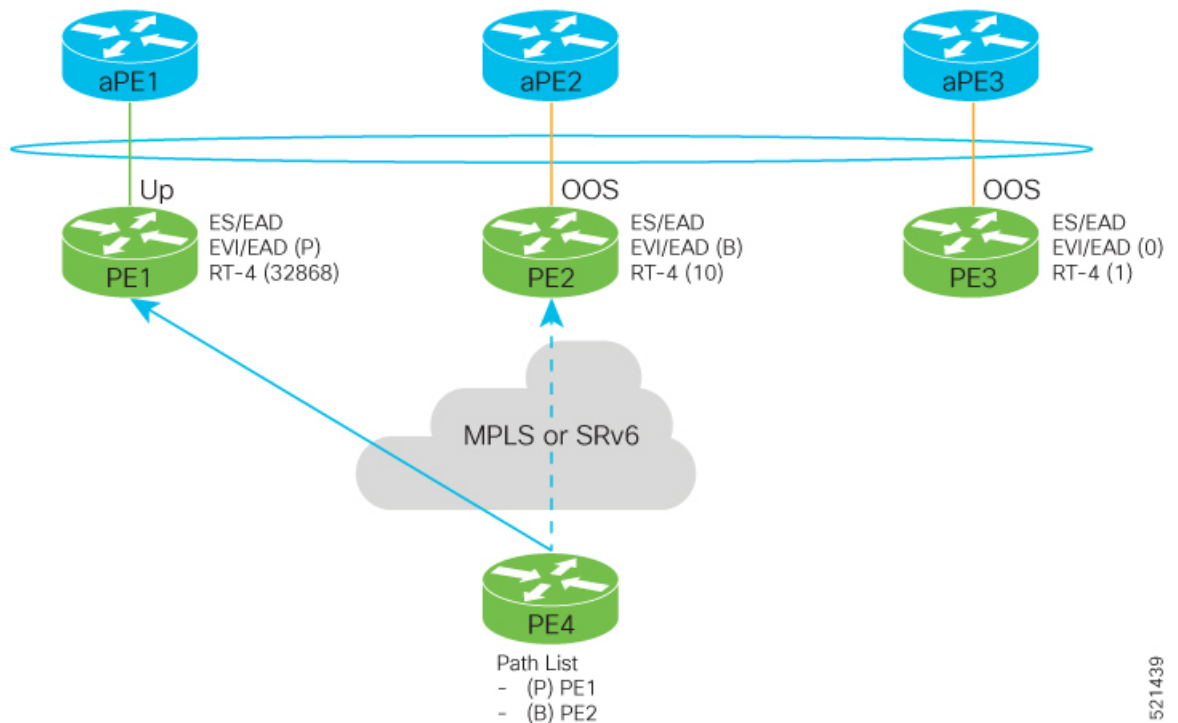 aPE1
aPE2
aPE3
Up
OOS
OOS
PE1
ES/EAD
EVI/EAD (P)
RT-4 (32868)
PE2
ES/EAD
EVI/EAD (B)
RT-4 (10)
PE3
ES/EAD
EVI/EAD (0)
RT-4 (1)
MPLS or SRv6
PE4
Path List
- (P) PE1
- (B) PE2
521439